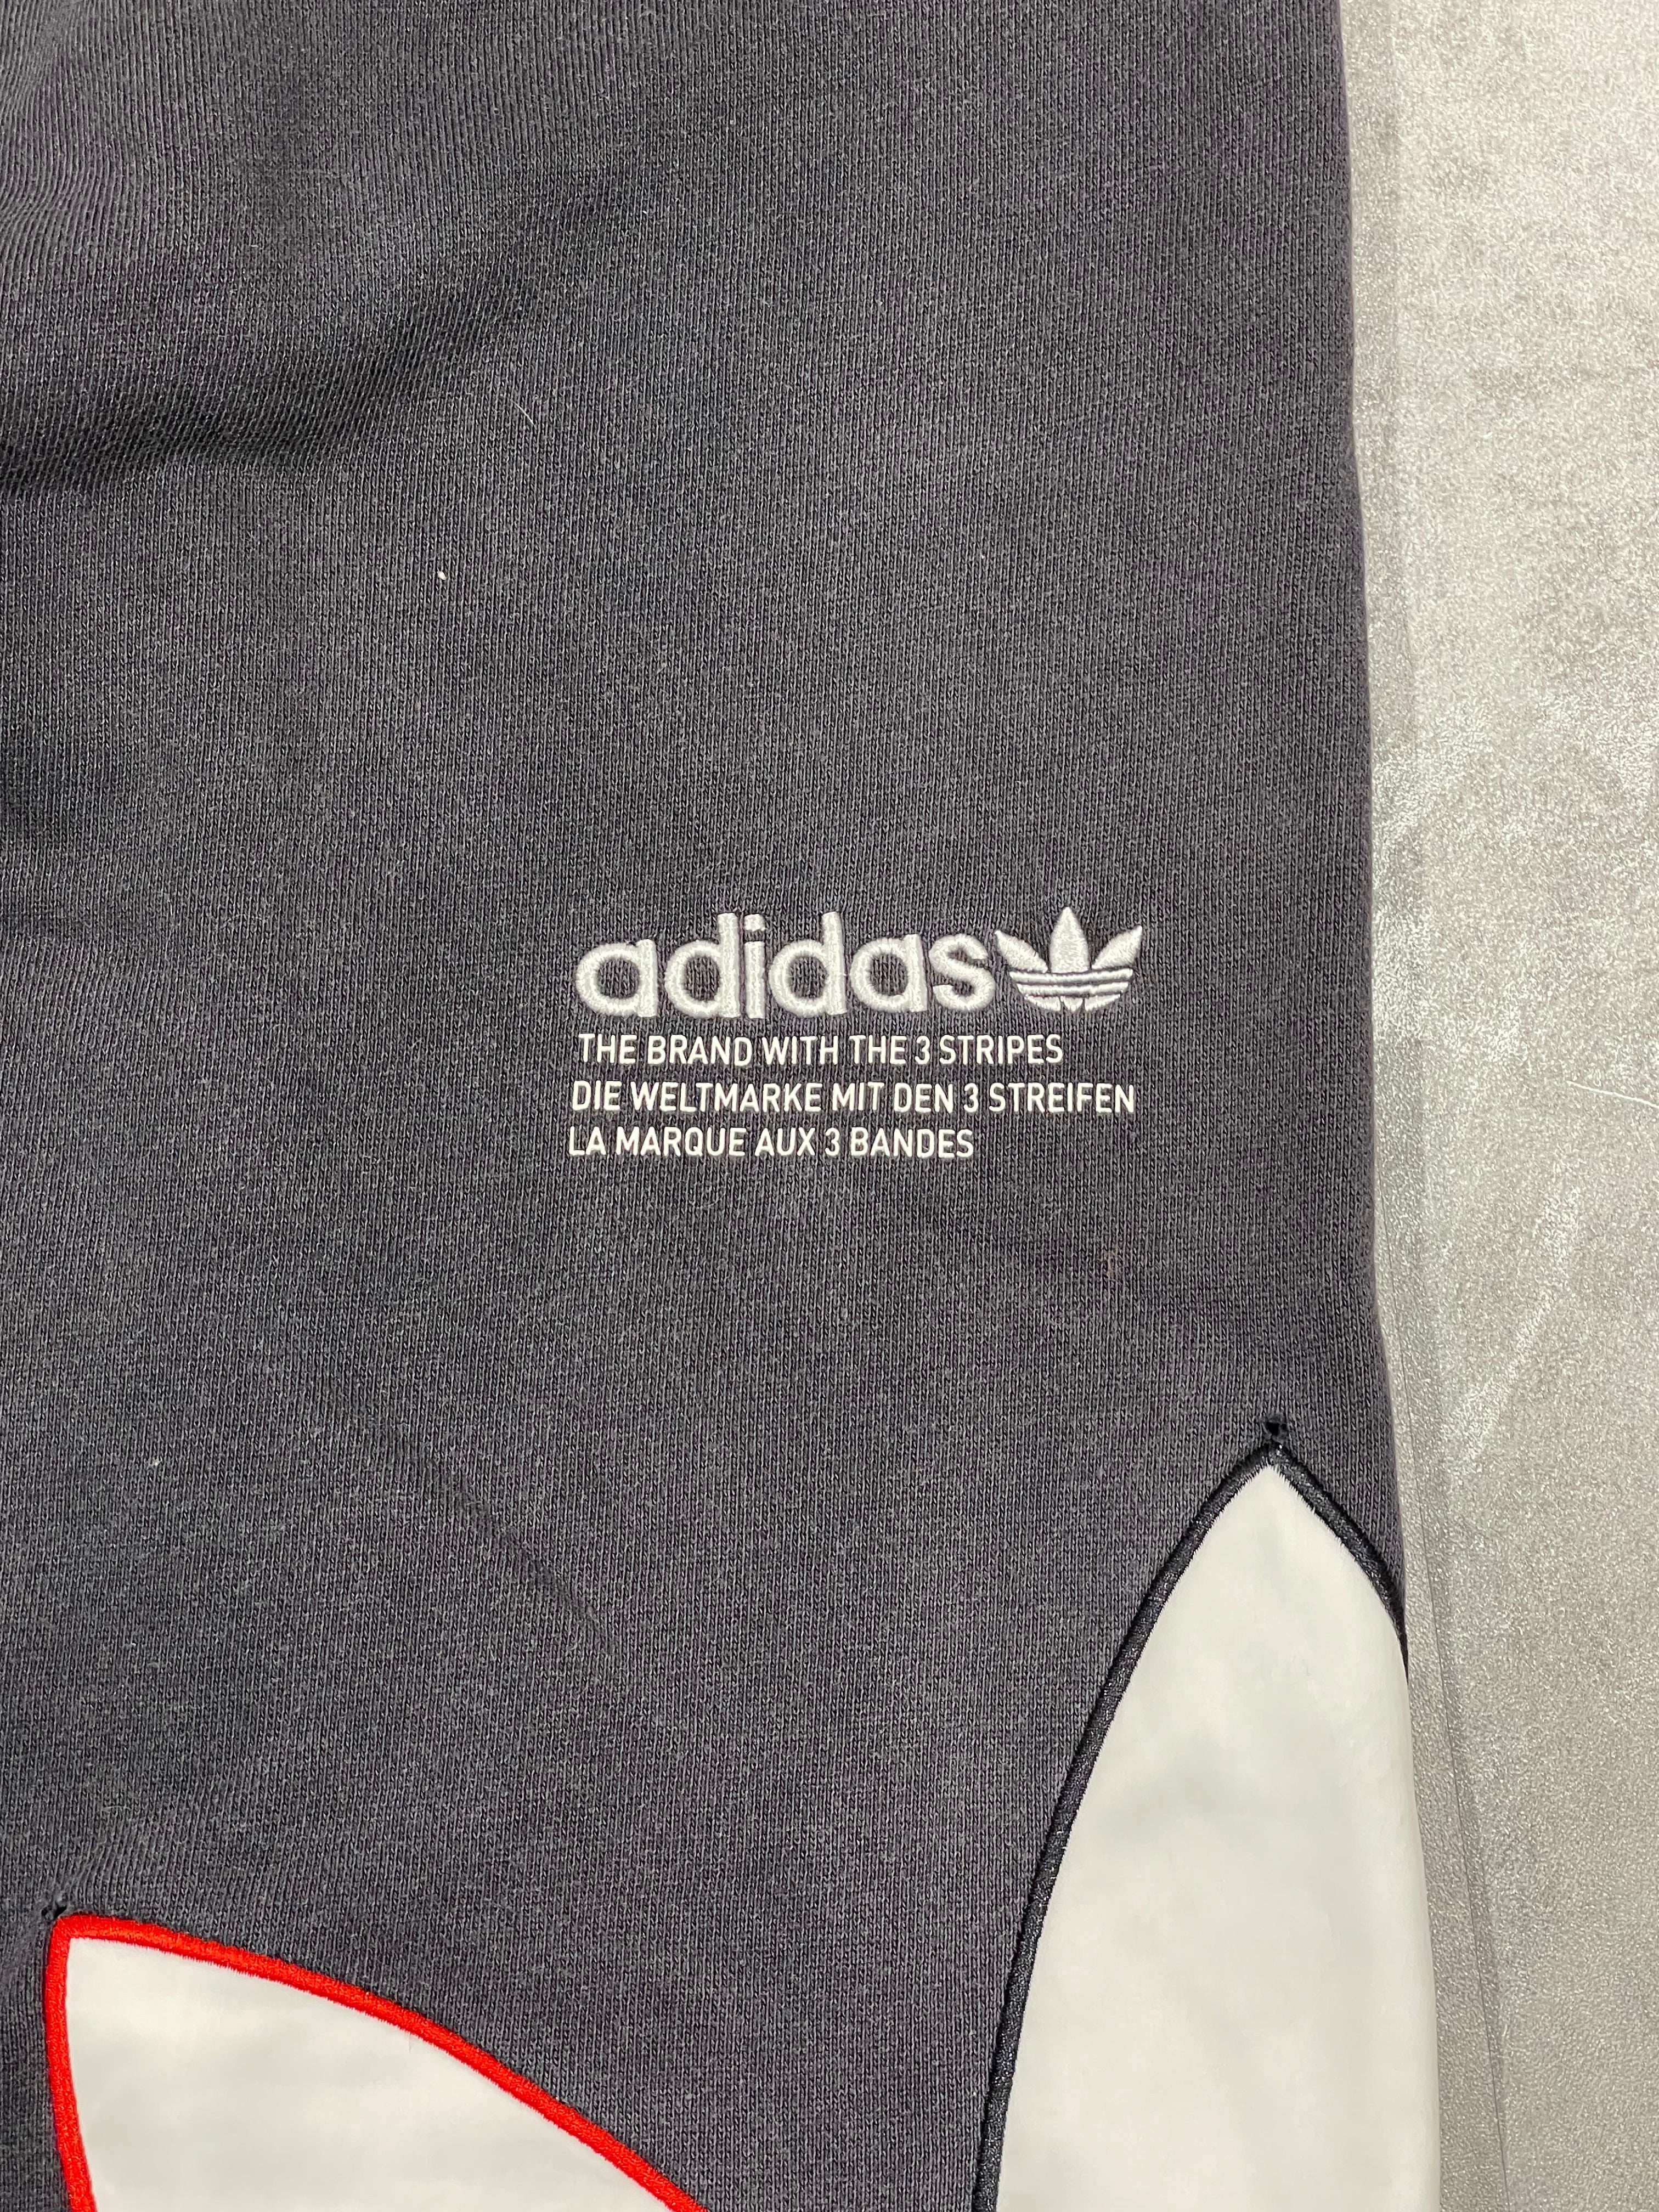 adidas
THE BRAND WITH THE 3 STRIPES
DIE WELTMARKE MIT DEN 3 STREIFEN
LA MARQUE AUX 3 BANDES